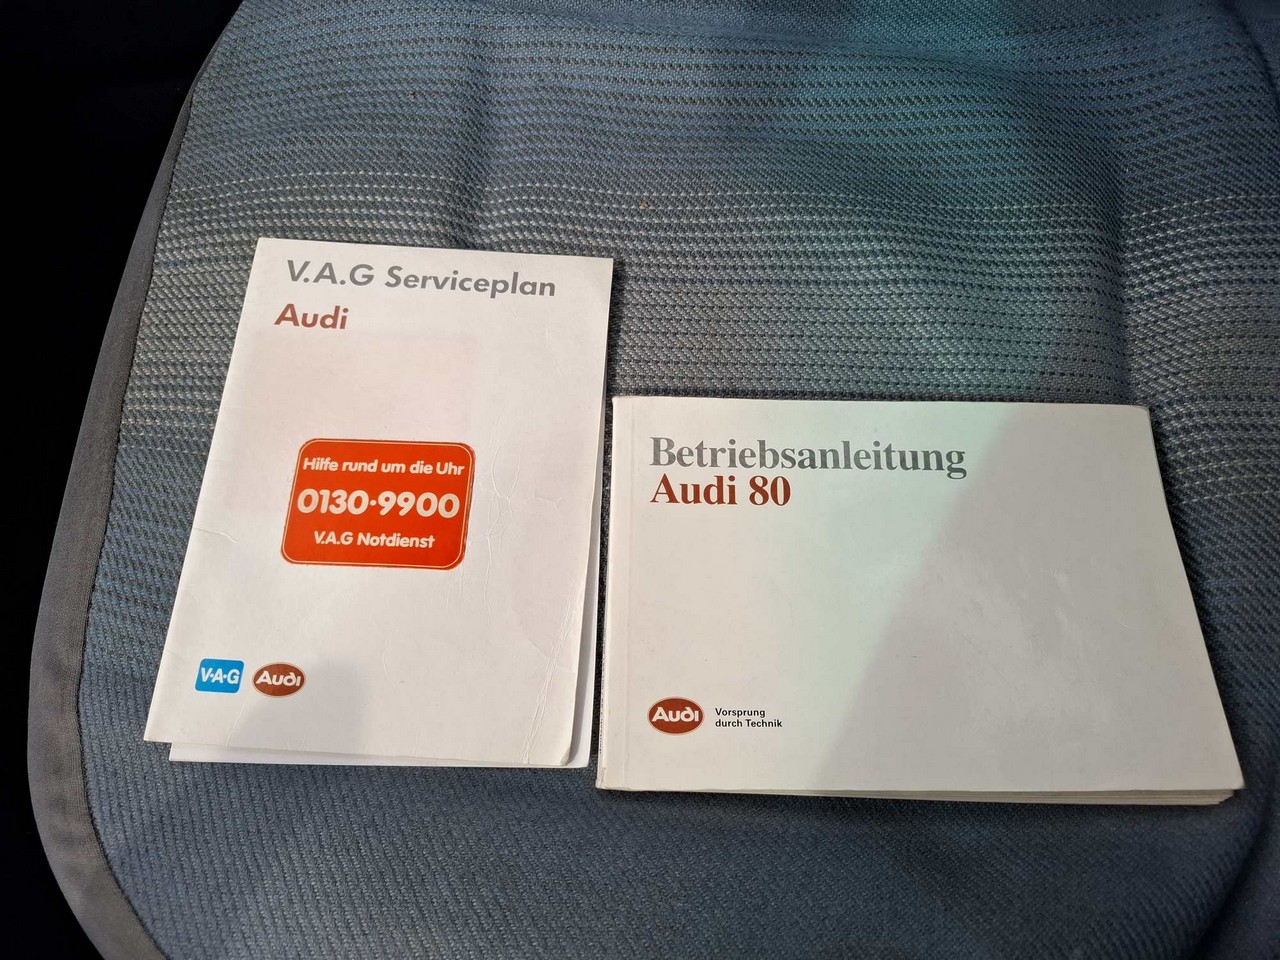 V.A.G Serviceplan
Audi
Hilfe rund um die Uhr
0130·9900
V.A.G Notdienst
V·A·G
Audi
Betriebsanleitung
Audi 80
Audi
Vorsprung
durch Technik